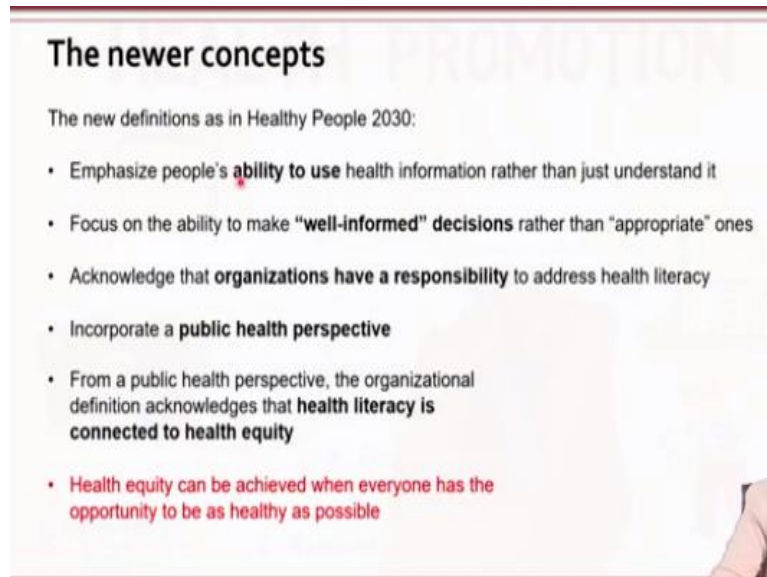 HEALTH PROMOTION
The newer concepts
The new definitions as in Healthy People 2030:
• Emphasize people's ability to use health information rather than just understand it
• Focus on the ability to make “well-informed” decisions rather than “appropriate” ones
• Acknowledge that organizations have a responsibility to address health literacy
• Incorporate a public health perspective
• From a public health perspective, the organizational
definition acknowledges that health literacy is
connected to health equity
• Health equity can be achieved when everyone has the
opportunity to be as healthy as possible